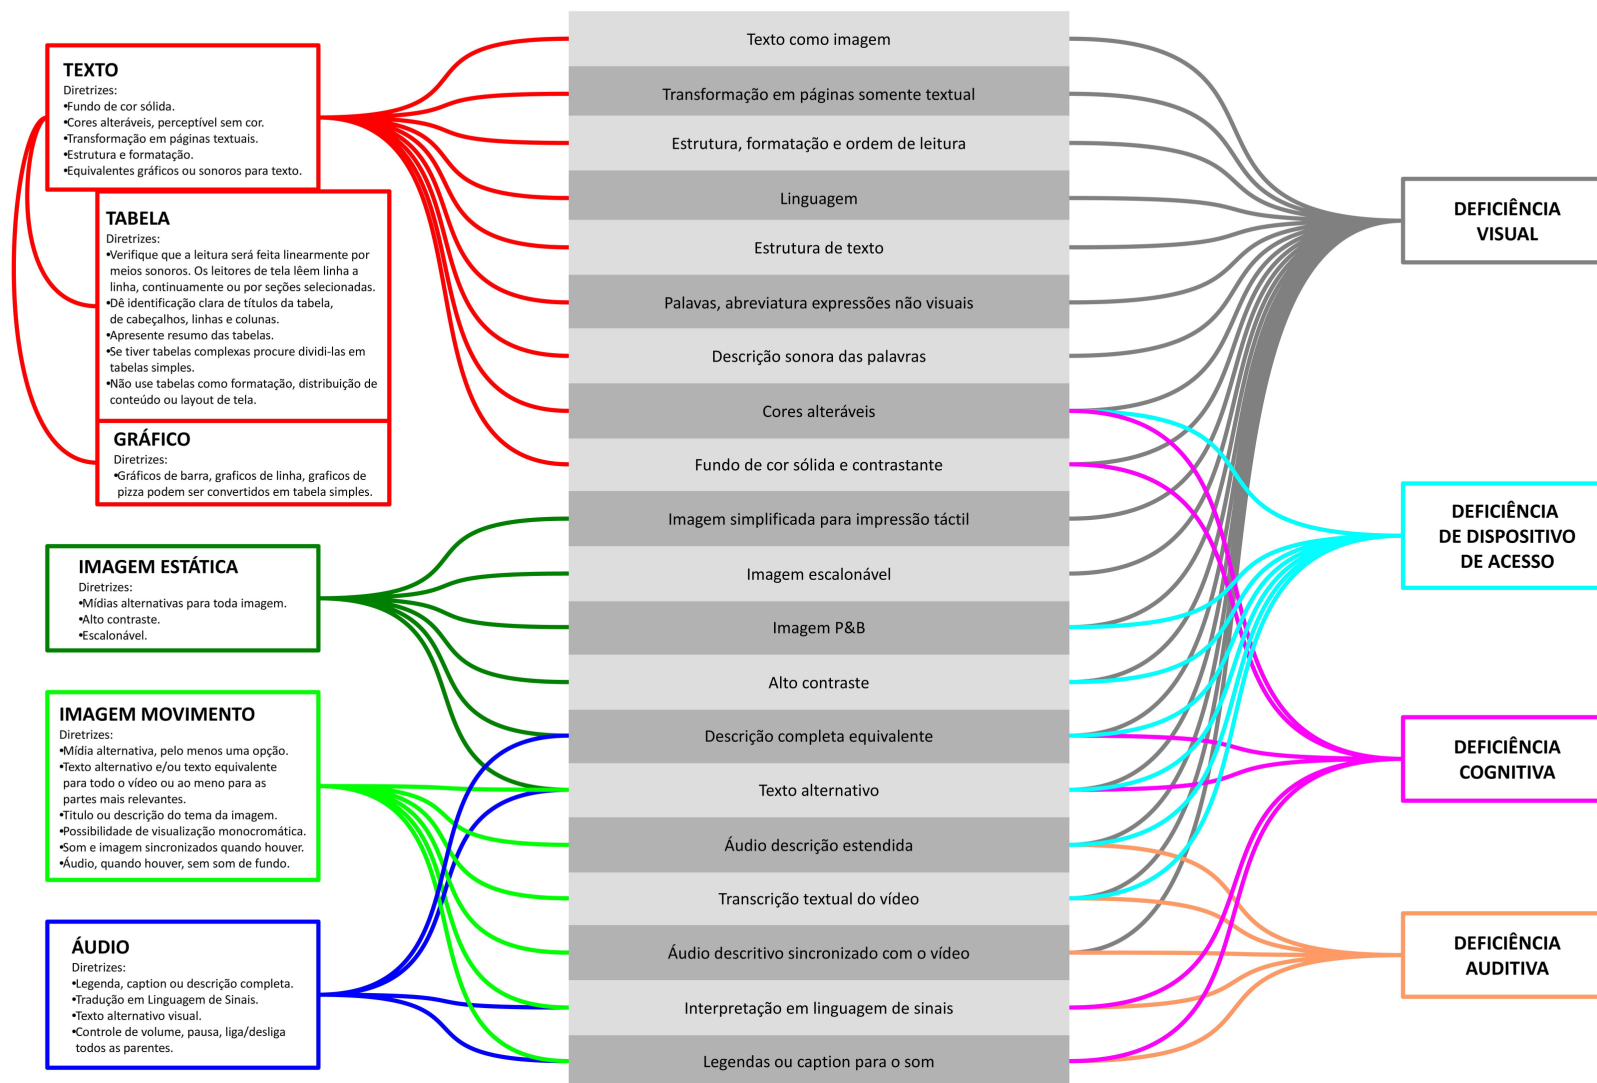 TEXTO
Diretrizes:
•Fundo de cor sólida.
•Cores alteráveis, perceptível sem cor.
•Transformação em páginas textuais.
•Estrutura e formatação.
•Equivalentes gráficos ou sonoros para texto.
TABELA
Diretrizes:
•Verifique que a leitura será feita linearmente por
meios sonoros. Os leitores de tela lêem linha a
linha, continuamente ou por seções selecionadas.
•Dê identificação clara de títulos da tabela,
de cabeçalhos, linhas e colunas.
•Apresente resumo das tabelas.
•Se tiver tabelas complexas procure dividi-las em
tabelas simples.
•Não use tabelas como formatação, distribuição de
conteúdo ou layout de tela.
GRÁFICO
Diretrizes:
•Gráficos de barra, graficos de linha, graficos de
pizza podem ser convertidos em tabela simples.
IMAGEM ESTÁTICA
Diretrizes:
•Mídias alternativas para toda imagem.
•Alto contraste.
•Escalonável.
IMAGEM MOVIMENTO
Diretrizes:
•Mídia alternativa, pelo menos uma opção.
•Texto alternativo e/ou texto equivalente
para todo o vídeo ou ao meno para as
partes mais relevantes.
•Titulo ou descrição do tema da imagem.
•Possibilidade de visualização monocromática.
•Som e imagem sincronizados quando houver.
•Áudio, quando houver, sem som de fundo.
ÁUDIO
Diretrizes:
•Legenda, caption ou descrição completa.
•Tradução em Linguagem de Sinais.
•Texto alternativo visual.
•Controle de volume, pausa, liga/desliga
todos as parentes.
Texto como imagem
Transformação em páginas somente textual
Estrutura, formatação e ordem de leitura
Linguagem
Estrutura de texto
Palavas, abreviatura expressões não visuais
Descrição sonora das palavras
Cores alteráveis
Fundo de cor sólida e contrastante
Imagem simplificada para impressão táctil
Imagem escalonável
Imagem P&B
Alto contraste
Descrição completa equivalente
Texto alternativo
Áudio descrição estendida
Transcrição textual do vídeo
Áudio descritivo sincronizado com o vídeo
Interpretação em linguagem de sinais
Legendas ou caption para o som
DEFICIÊNCIA
VISUAL
DEFICIÊNCIA
DE DISPOSITIVO
DE ACESSO
DEFICIÊNCIA
COGNITIVA
DEFICIÊNCIA
AUDITIVA